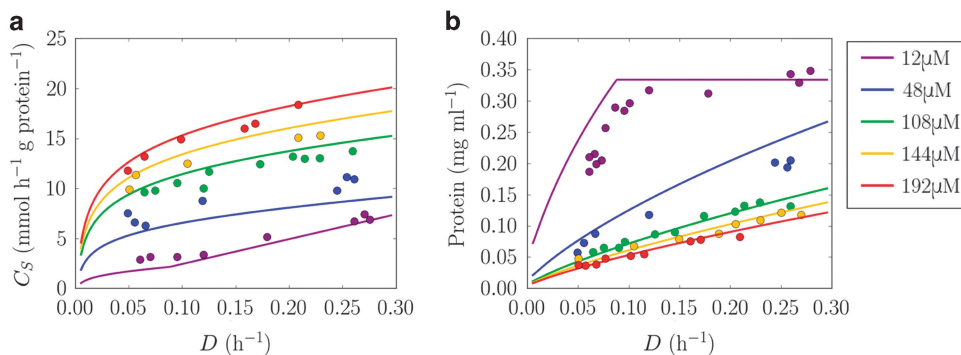 a
C_S (mmol h⁻¹ g protein⁻¹)
25
20
15
10
5
0
0.00 0.05 0.10 0.15 0.20 0.25 0.30
D (h⁻¹)
b
Protein (mg ml⁻¹)
0.40
0.35
0.30
0.25
0.20
0.15
0.10
0.05
0.00
0.00 0.05 0.10 0.15 0.20 0.25 0.30
D (h⁻¹)
12μM
48μM
108μM
144μM
192μM